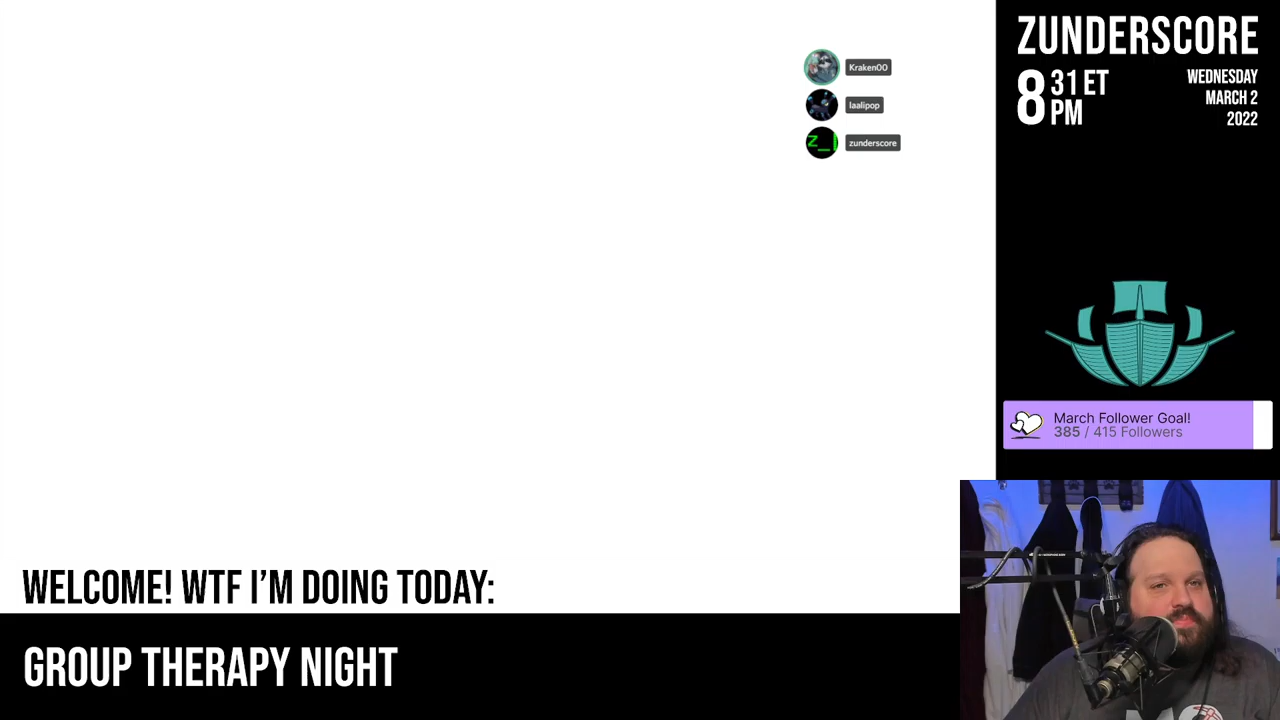 Kraken00
laalipop
zunderscore
z_
ZUNDERSCORE
8 31 ET PM
WEDNESDAY
MARCH 2
2022
March Follower Goal!
385 / 415 Followers
WELCOME! WTF I'M DOING TODAY:
GROUP THERAPY NIGHT